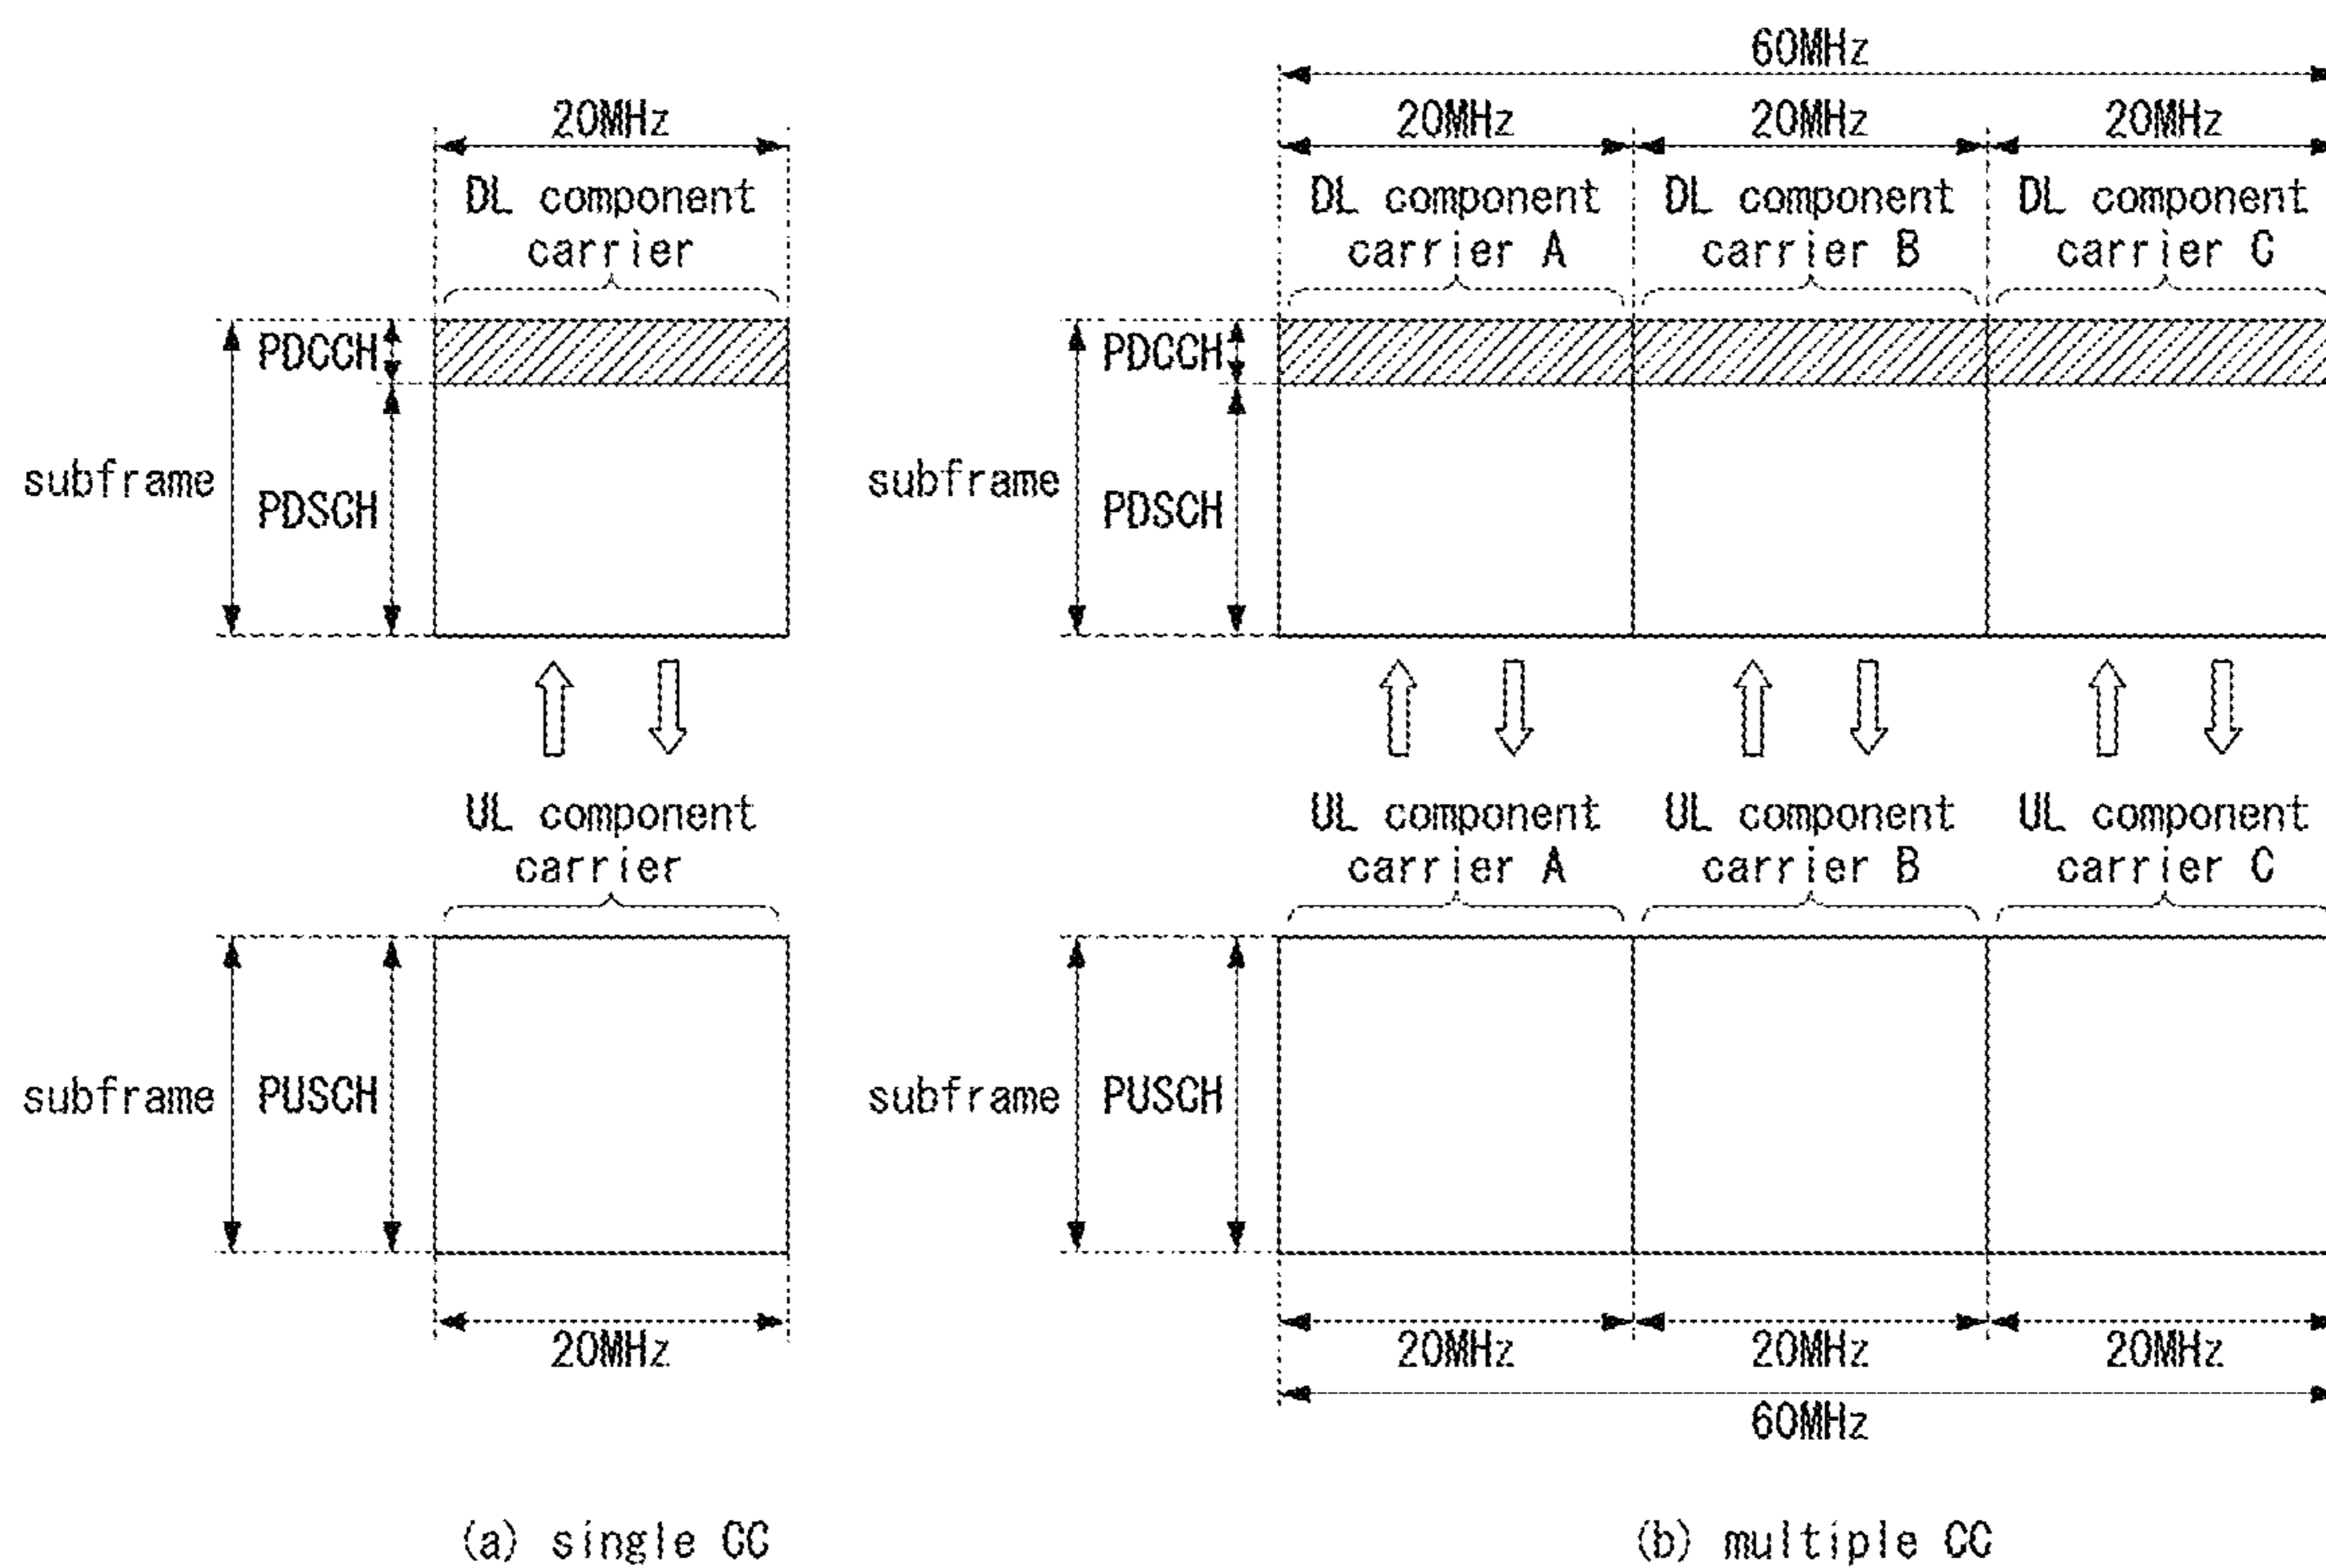 20MHz
DL component
carrier
PDCCH
subframe
PDSCH
UL component
carrier
subframe
PUSCH
20MHz
(a) single CC
60MHz
20MHz
20MHz
20MHz
DL component
carrier A
DL component
carrier B
DL component
carrier C
PDCCH
subframe
PDSCH
UL component
carrier A
UL component
carrier B
UL component
carrier C
subframe
PUSCH
20MHz
20MHz
20MHz
60MHz
(b) multiple CC